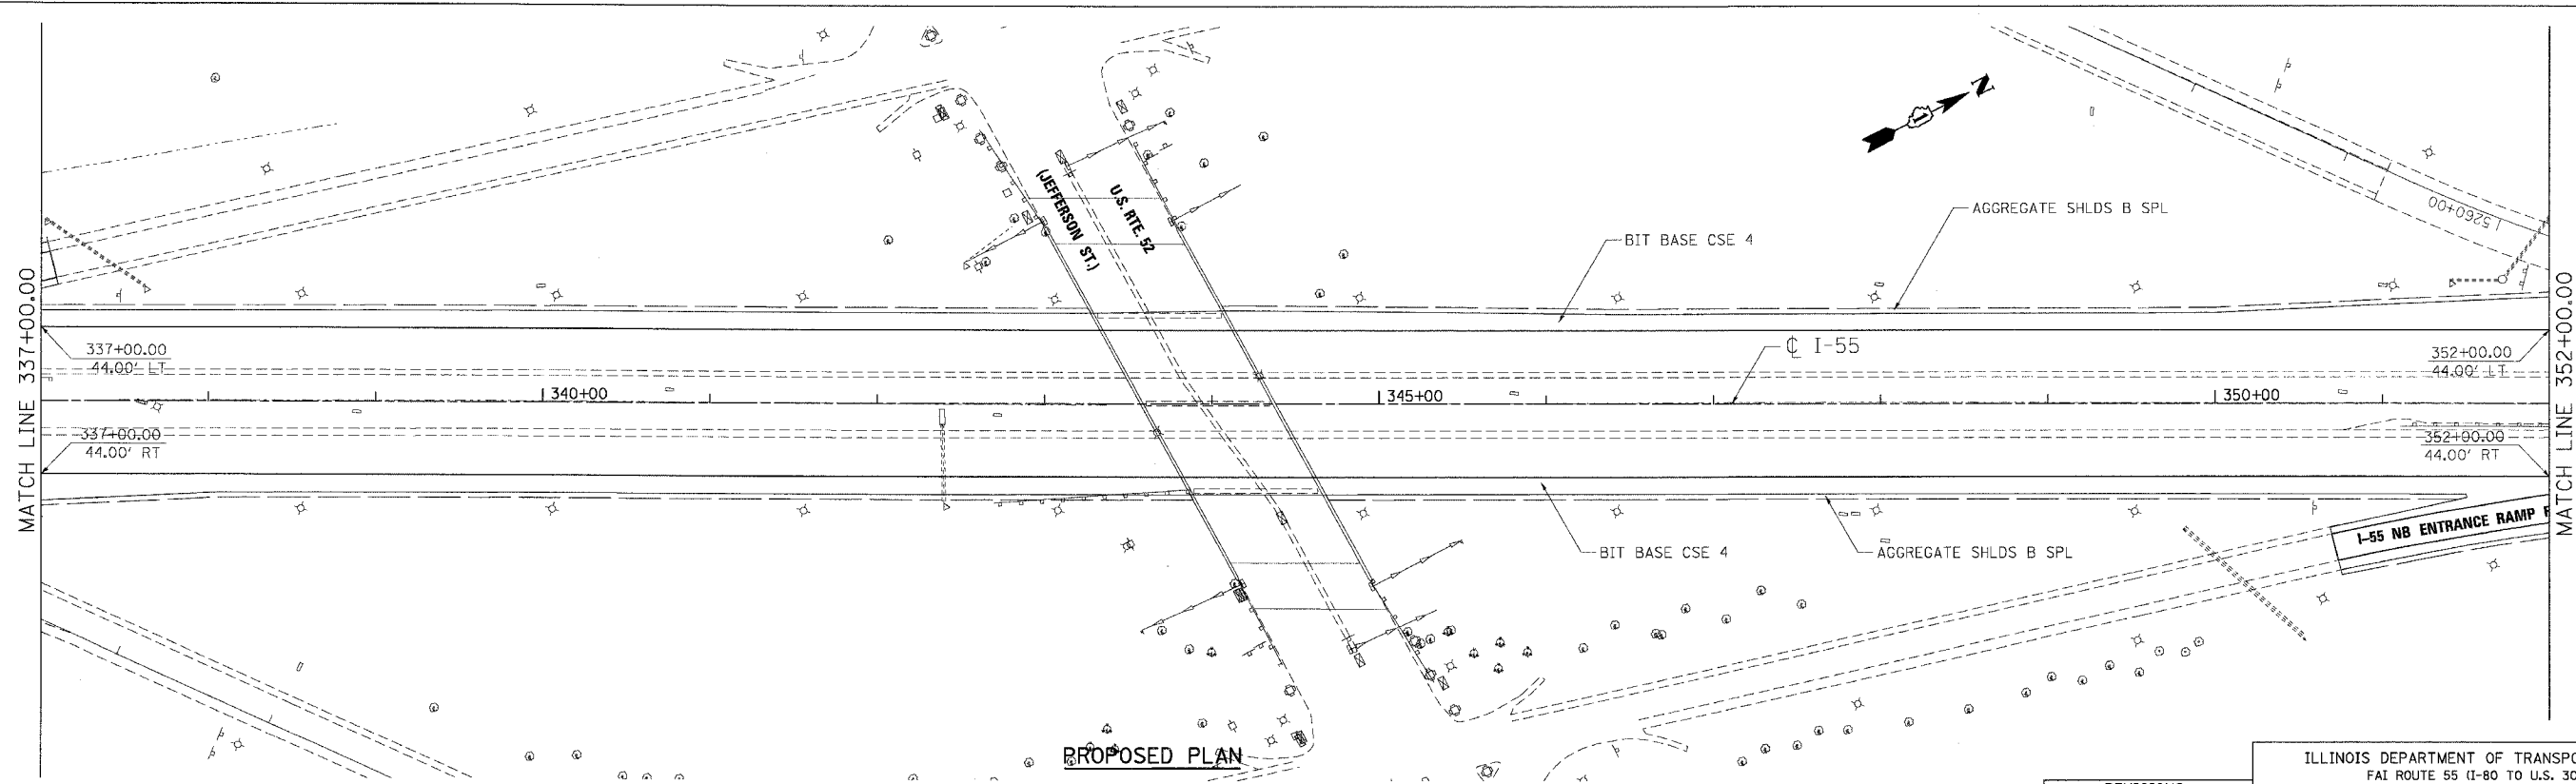 N
(JEFFERSON ST.)
U.S. RTE. 52
AGGREGATE SHLDS B SPL
5260+00
BIT BASE CSE 4
MATCH LINE 337+00.00
MATCH LINE 352+00.00
337+00.00
44.00' LT
℄ I-55
352+00.00
44.00' LT
340+00
345+00
350+00
337+00.00
44.00' RT
352+00.00
44.00' RT
BIT BASE CSE 4
AGGREGATE SHLDS B SPL
I-55 NB ENTRANCE RAMP
PROPOSED PLAN
ILLINOIS DEPARTMENT OF TRANSPO
FAI ROUTE 55 (I-80 TO U.S. 3